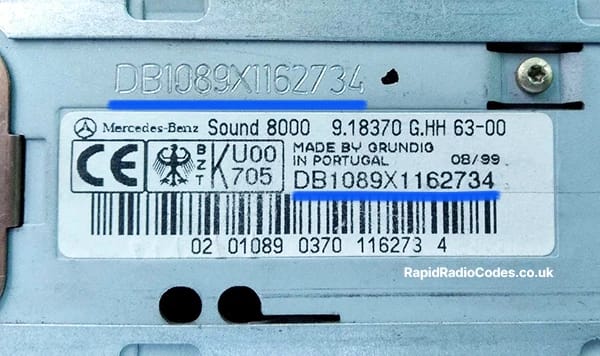 DB1089X1162734
Mercedes-Benz Sound 8000 9.18370 G.HH 63-00
CE BZT K U00 705 MADE BY GRUNDIG
IN PORTUGAL 08/99
DB1089X1162734
02 01089 0370 116273 4
RapidRadioCodes.co.uk